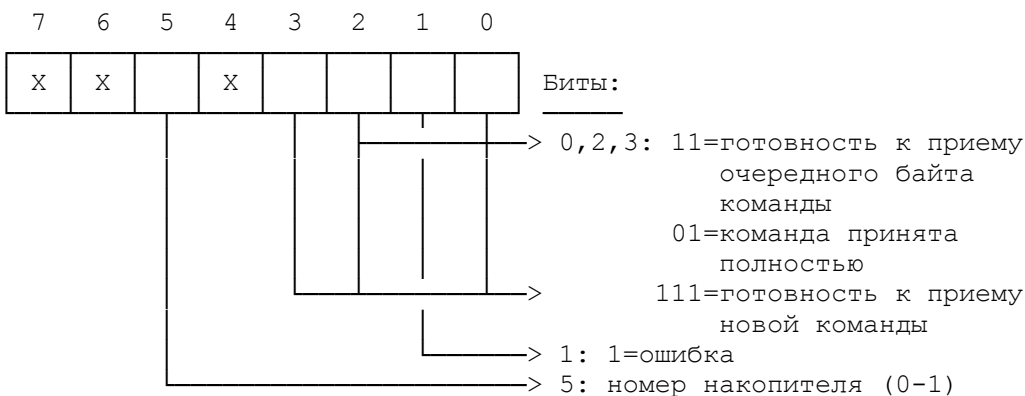 7 6 5 4 3 2 1 0
X X X Биты:
> 0,2,3: 11=готовность к приему
очередного байта
команды
01=команда принята
полностью
> 111=готовность к приему
новой команды
> 1: 1=ошибка
> 5: номер накопителя (0-1)